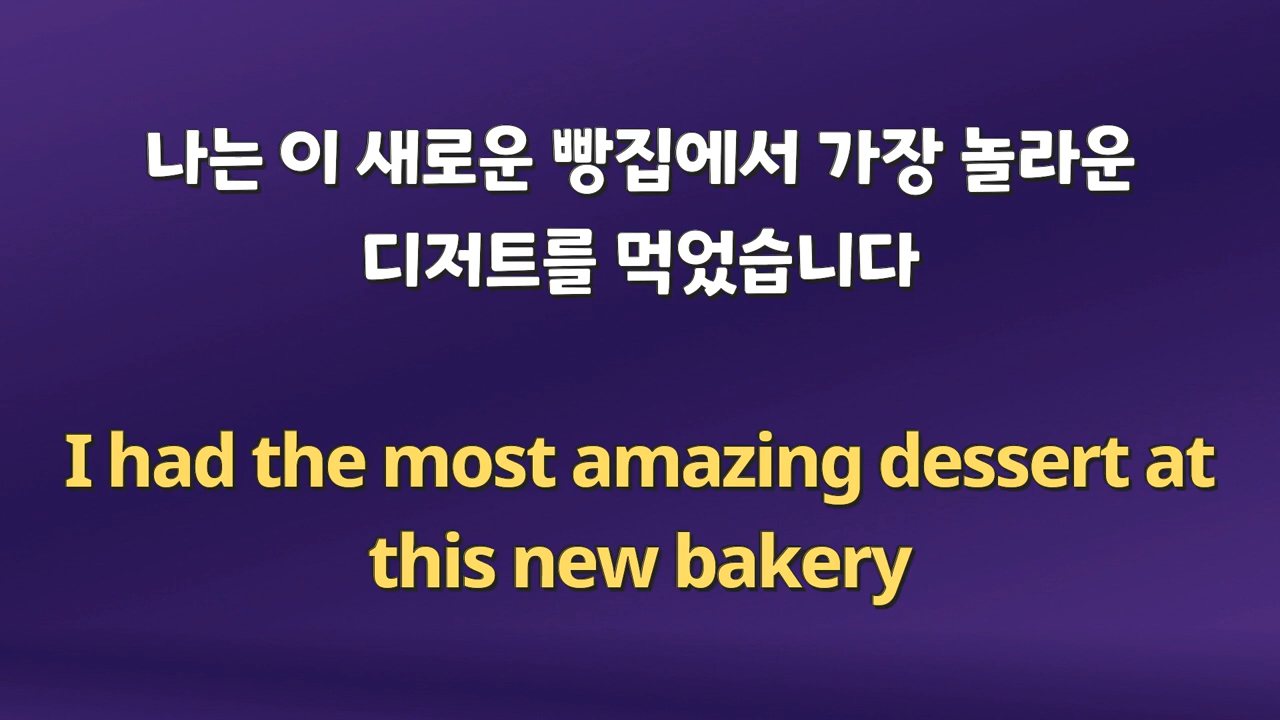 나는 이 새로운 빵집에서 가장 놀라운
디저트를 먹었습니다
I had the most amazing dessert at
this new bakery